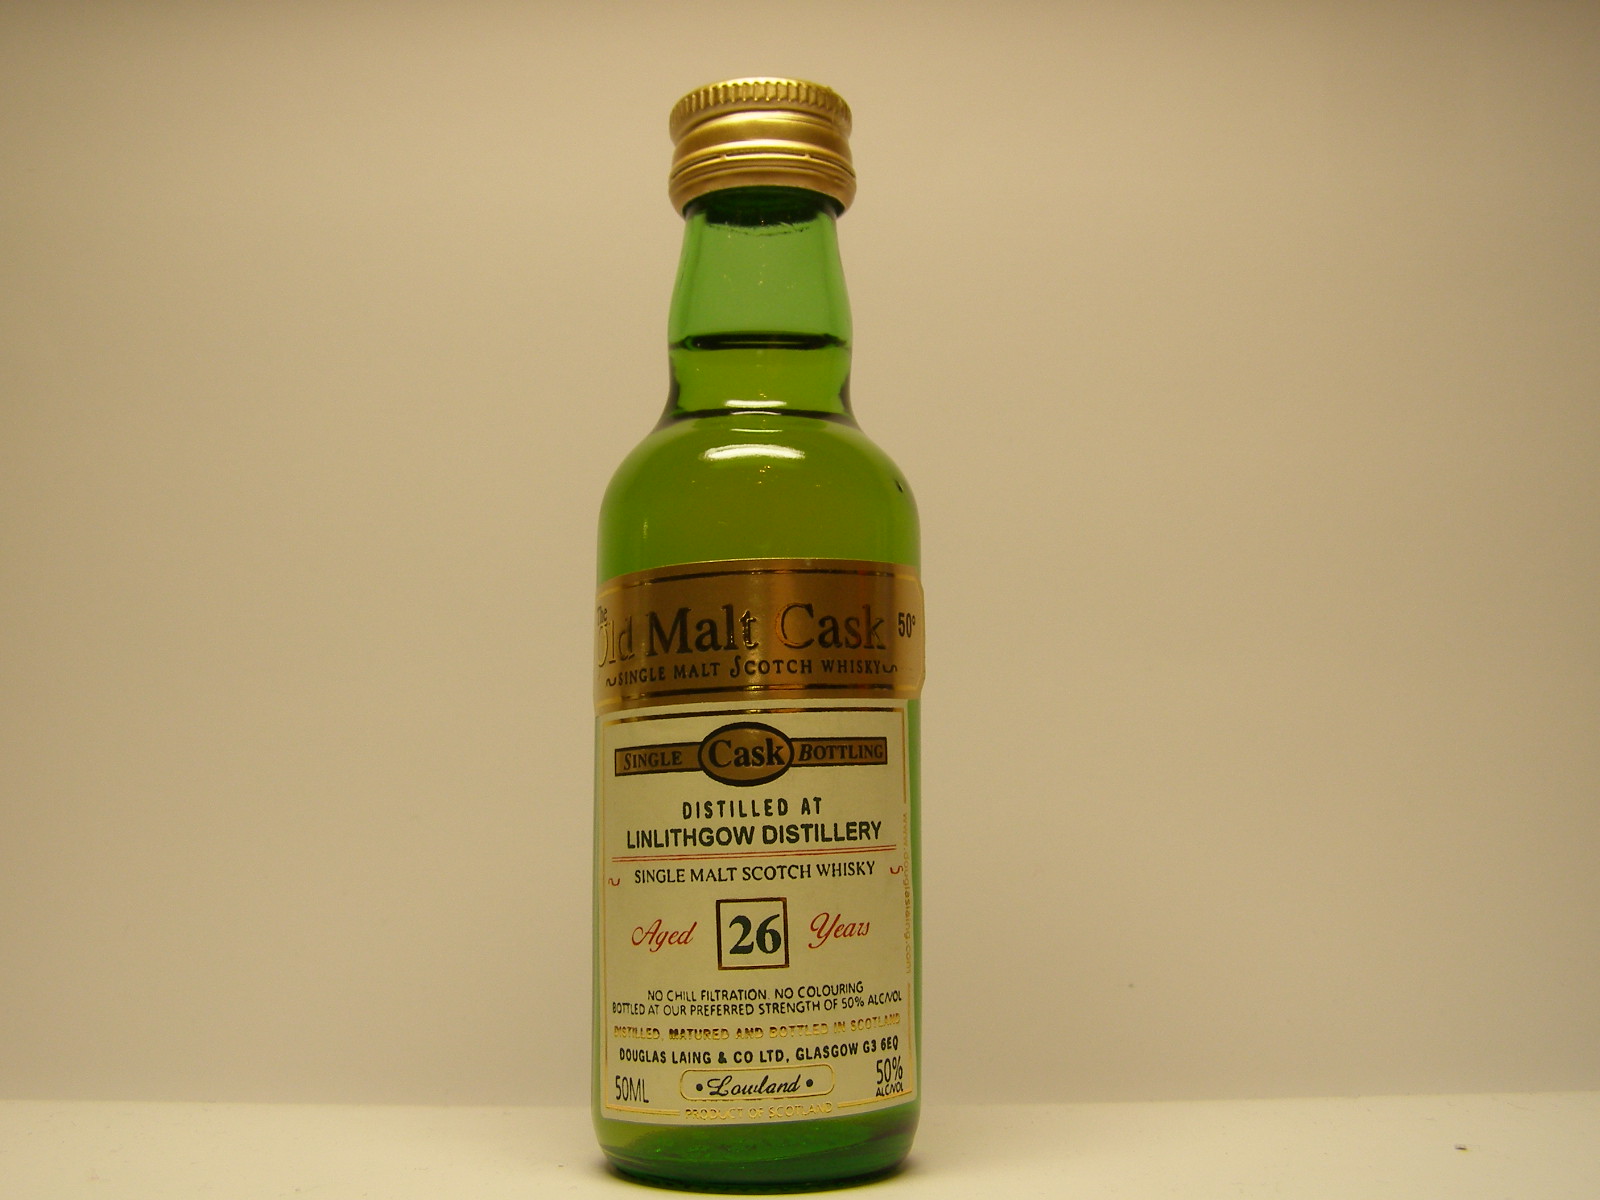 The
Old Malt Cask 50°
SINGLE MALT SCOTCH WHISKY
SINGLE Cask BOTTLING
DISTILLED AT
LINLITHGOW DISTILLERY
SINGLE MALT SCOTCH WHISKY
Aged 26 Years
NO CHILL FILTRATION. NO COLOURING
BOTTLED AT OUR PREFERRED STRENGTH OF 50% ALC/VOL
DISTILLED, MATURED AND BOTTLED IN SCOTLAND
DOUGLAS LAING & CO LTD, GLASGOW G3 6EQ
50ML • Lowland • 50%
ALC/VOL
PRODUCT OF SCOTLAND
www.douglaslaing.com